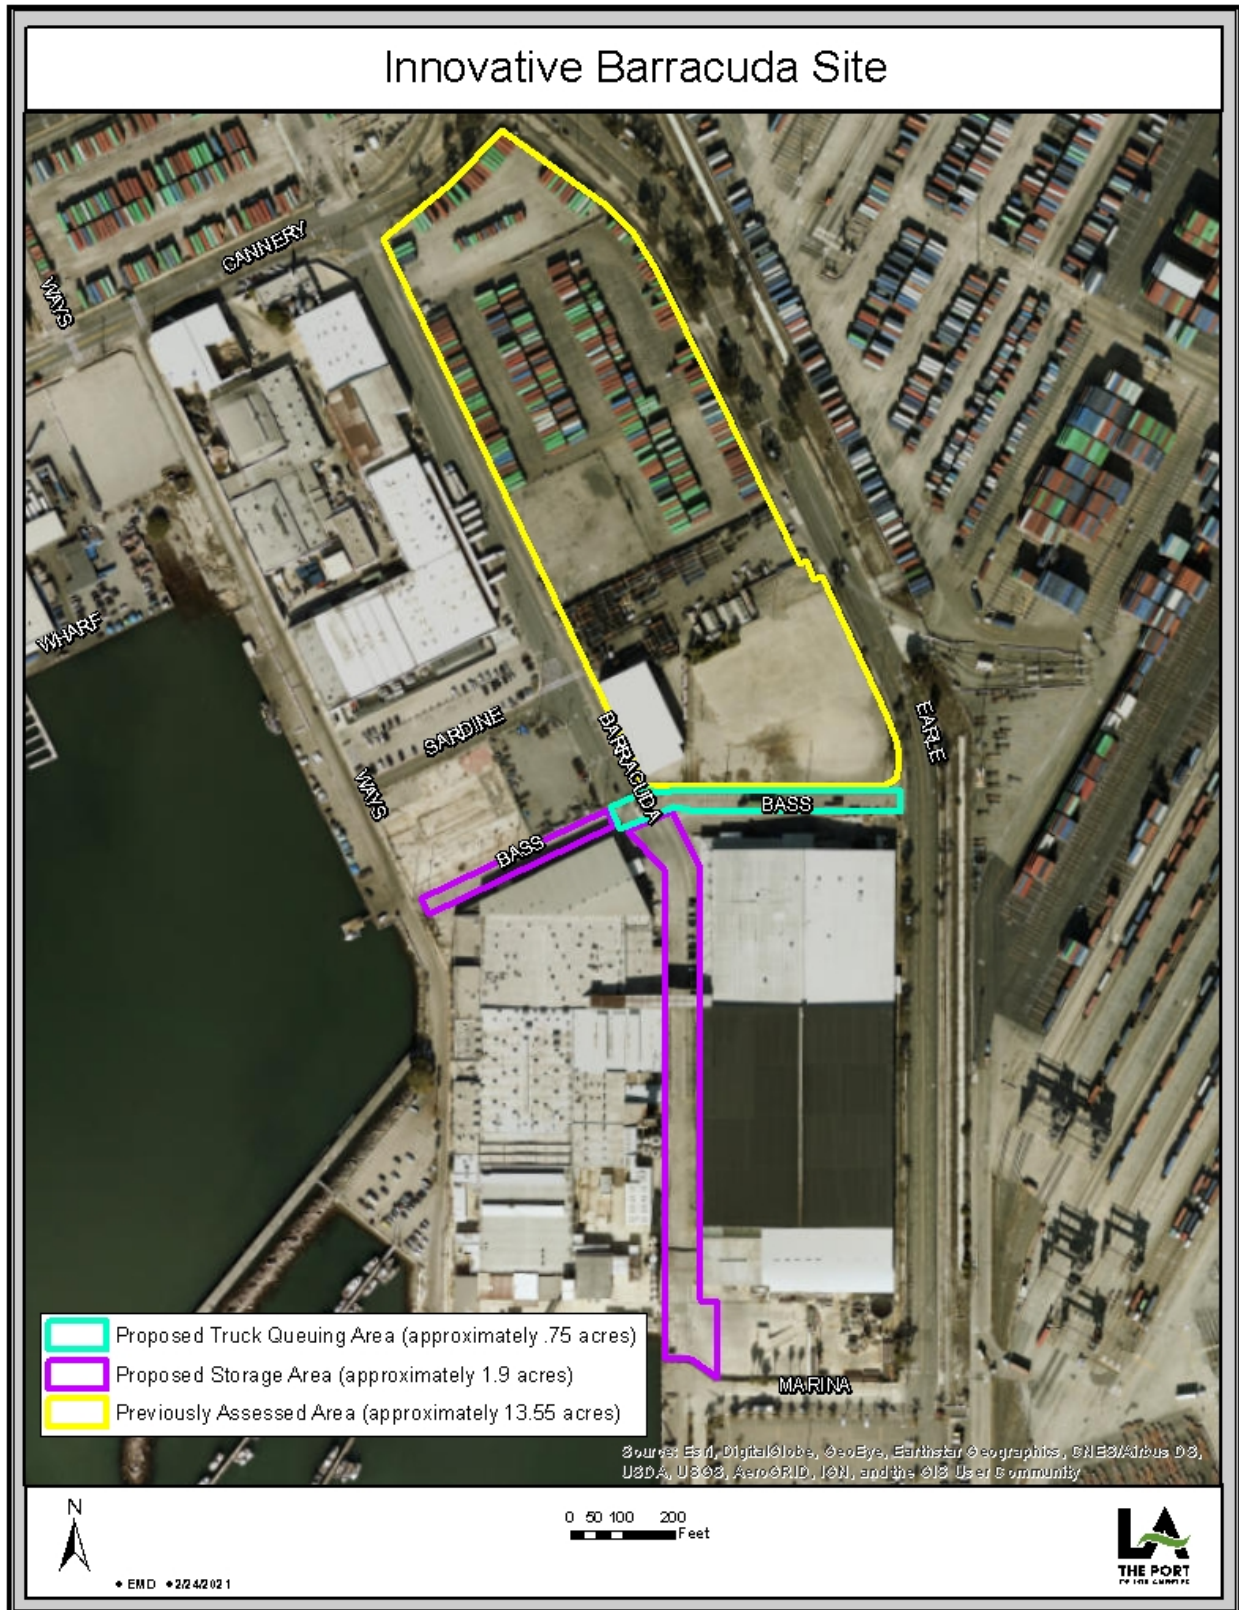 Innovative Barracuda Site
CANNERY
WAYS
WHARF
SARDINE
BARRACUDA
EARLE
WAYS
BASS
BASS
MARINA
Proposed Truck Queuing Area (approximately .75 acres)
Proposed Storage Area (approximately 1.9 acres)
Previously Assessed Area (approximately 13.55 acres)
Source: Esri, DigitalGlobe, GeoEye, Earthstar Geographics, CNES/Airbus DS,
USDA, USGS, AeroGRID, IGN, and the GIS User Community
N
0 50 100 200
Feet
LA
THE PORT
OF LOS ANGELES
• EMD • 2/24/2021